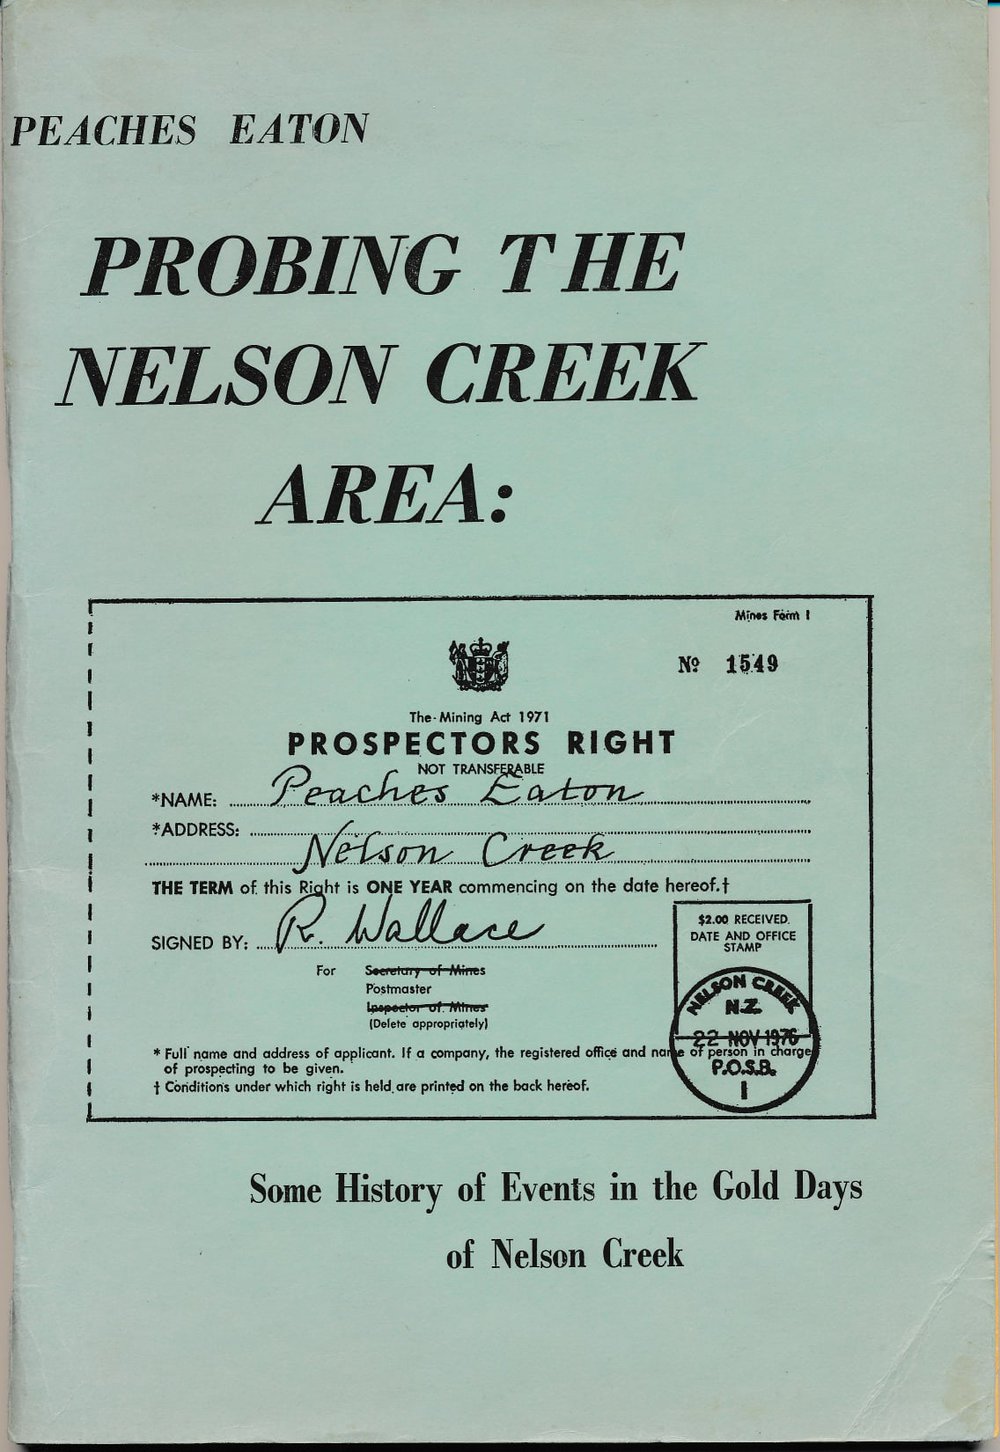 PEACHES EATON
PROBING THE
NELSON CREEK
AREA:
Mines Form 1
Nº 1549
The Mining Act 1971
PROSPECTORS RIGHT
NOT TRANSFERABLE
*NAME: Peaches Eaton
*ADDRESS:
Nelson Creek
THE TERM of this Right is ONE YEAR commencing on the date hereof.†
SIGNED BY: R. Wallace
For Secretary of Mines
Postmaster
Inspector of Mines
(Delete appropriately)
$2.00 RECEIVED.
DATE AND OFFICE
STAMP
NELSON CREEK
N.Z.
22 NOV 1976
P.O.S.B.
1
* Full name and address of applicant. If a company, the registered office and name of person in charge
of prospecting to be given.
† Conditions under which right is held are printed on the back hereof.
Some History of Events in the Gold Days
of Nelson Creek